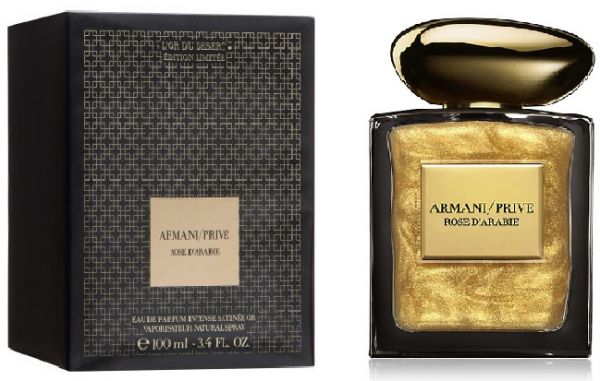 L'OR DU DESERT
ÉDITION LIMITÉE
ARMANI/PRIVE
ROSE D'ARABIE
EAU DE PARFUM INTENSE SATINÉE OR
VAPORISATEUR NATURAL SPRAY
℮ 100 ml - 3.4 FL. OZ.
ARMANI/PRIVE
ROSE D'ARABIE